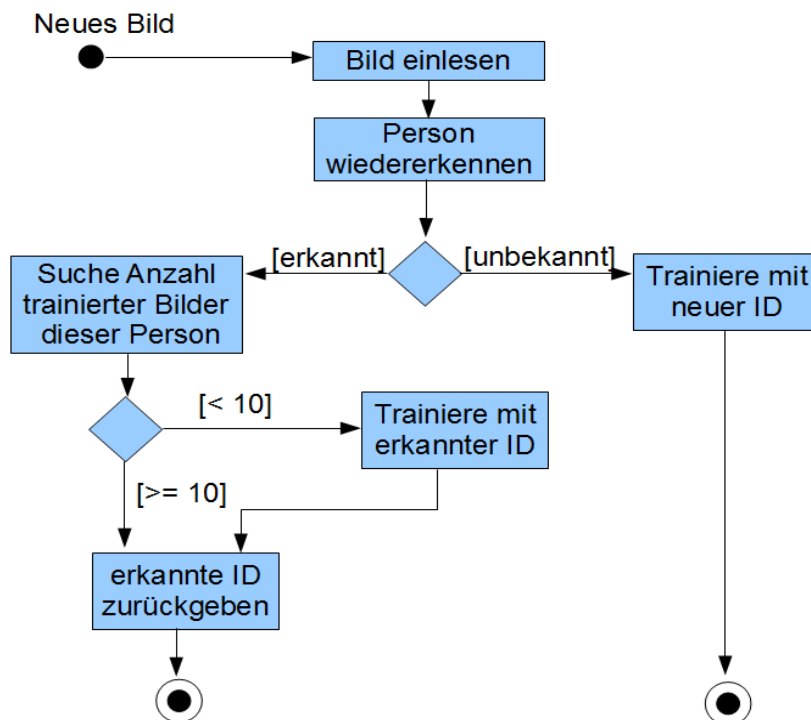 Neues Bild
Bild einlesen
Person
wiedererkennen
[erkannt]
[unbekannt]
Suche Anzahl
trainierter Bilder
dieser Person
Trainiere mit
neuer ID
[< 10]
Trainiere mit
erkannter ID
[>= 10]
erkannte ID
zurückgeben